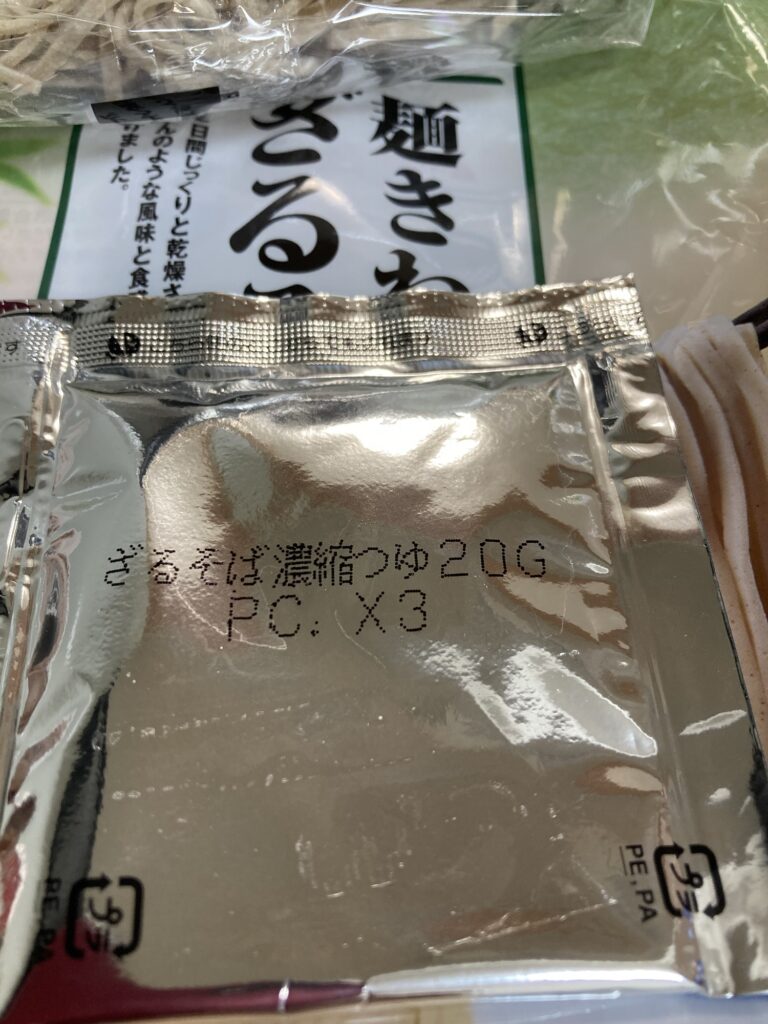 麺きわ
ざる
日間じっくりと乾燥さ
んのような風味と食
りました。
ざるそば濃縮つゆ20G
PC. X3
プラ
PE,PA
プラ
PE,PA